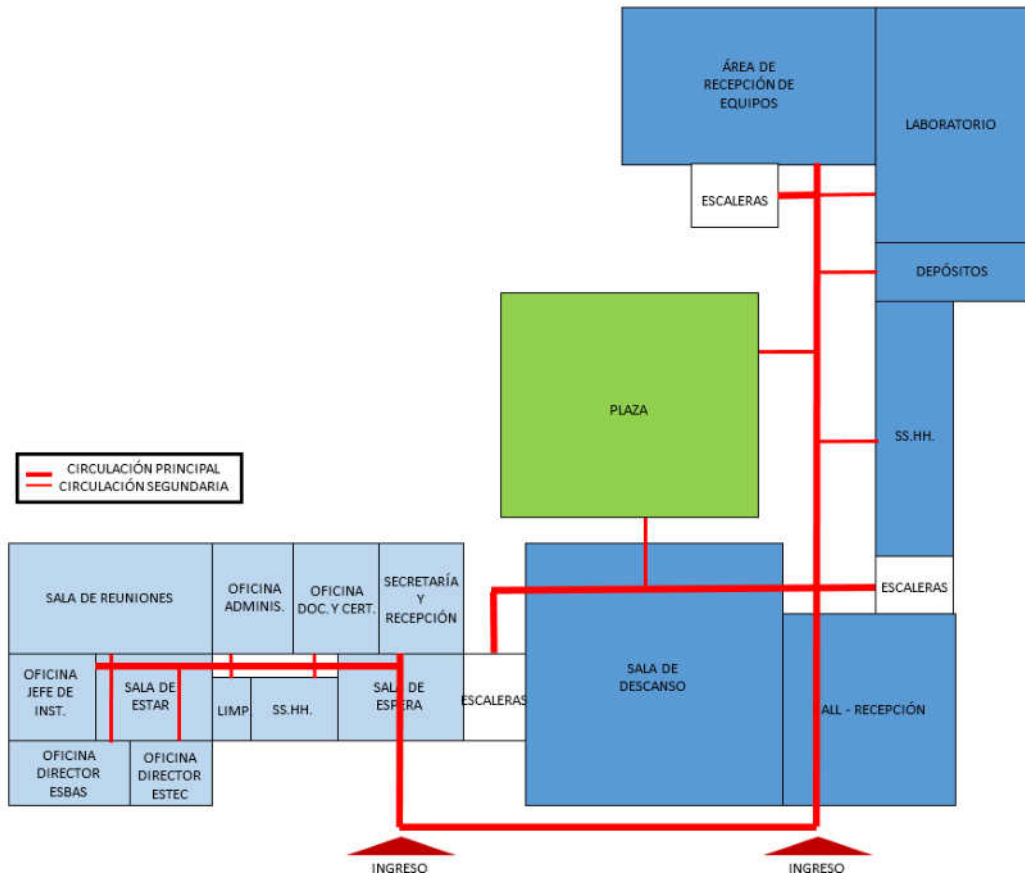 ÁREA DE
RECEPCIÓN DE
EQUIPOS
LABORATORIO
ESCALERAS
DEPÓSITOS
PLAZA
SS.HH.
CIRCULACIÓN PRINCIPAL
CIRCULACIÓN SEGUNDARIA
SALA DE REUNIONES
OFICINA
ADMINIS.
OFICINA
DOC. Y CERT.
SECRETARÍA
Y
RECEPCIÓN
ESCALERAS
OFICINA
JEFE DE
INST.
SALA DE
ESTAR
LIMP.
SS.HH.
SALA DE
ESPERA
ESCALERAS
SALA DE
DESCANSO
ALL - RECEPCIÓN
OFICINA
DIRECTOR
ESBAS
OFICINA
DIRECTOR
ESTEC
INGRESO
INGRESO